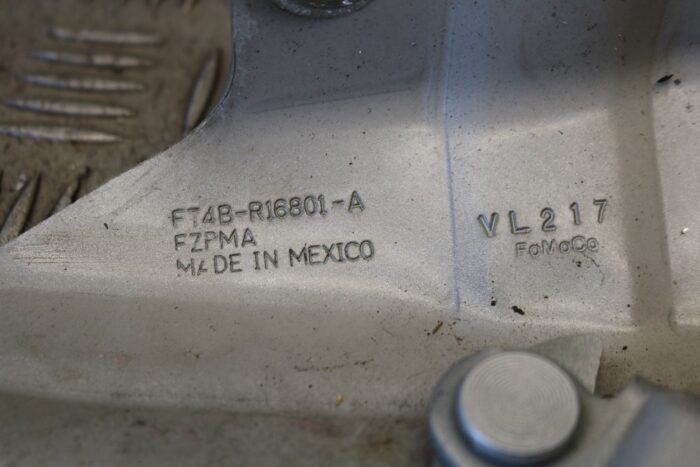 FT4B-R16801-A
FZPMA
MADE IN MEXICO
VL217
FoMoCo